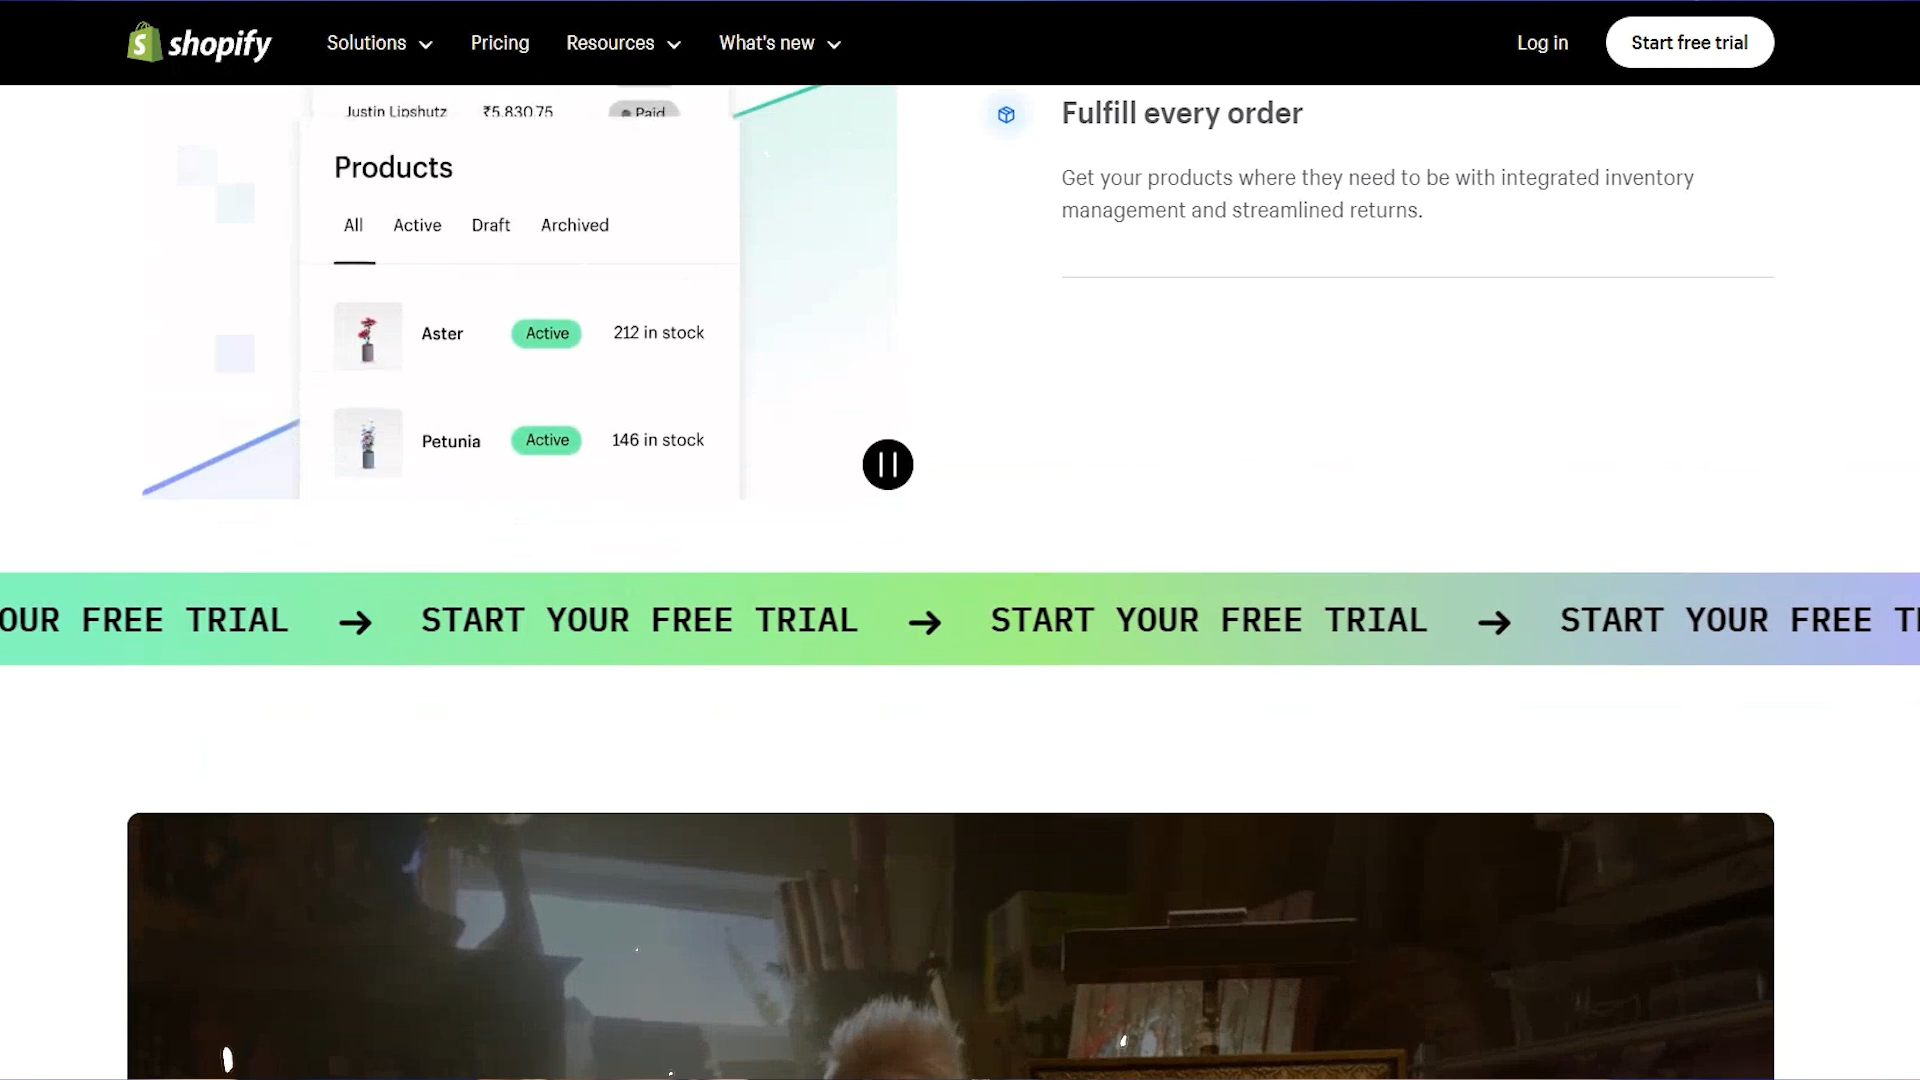 shopify
Solutions
Pricing
Resources
What's new
Log in
Start free trial
Justin Lipshutz ₹5,830.75 Paid
Products
All Active Draft Archived
Aster Active 212 in stock
Petunia Active 146 in stock
Fulfill every order
Get your products where they need to be with integrated inventory
management and streamlined returns.
OUR FREE TRIAL → START YOUR FREE TRIAL → START YOUR FREE TRIAL → START YOUR FREE